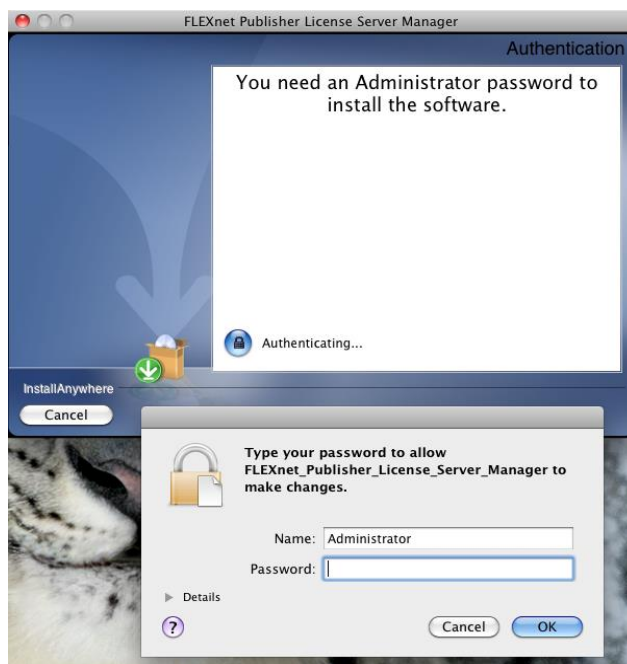 FLEXnet Publisher License Server Manager
Authentication
You need an Administrator password to
install the software.
Authenticating...
InstallAnywhere
Cancel
Type your password to allow
FLEXnet_Publisher_License_Server_Manager to
make changes.
Name: Administrator
Password:
Details
?
Cancel
OK